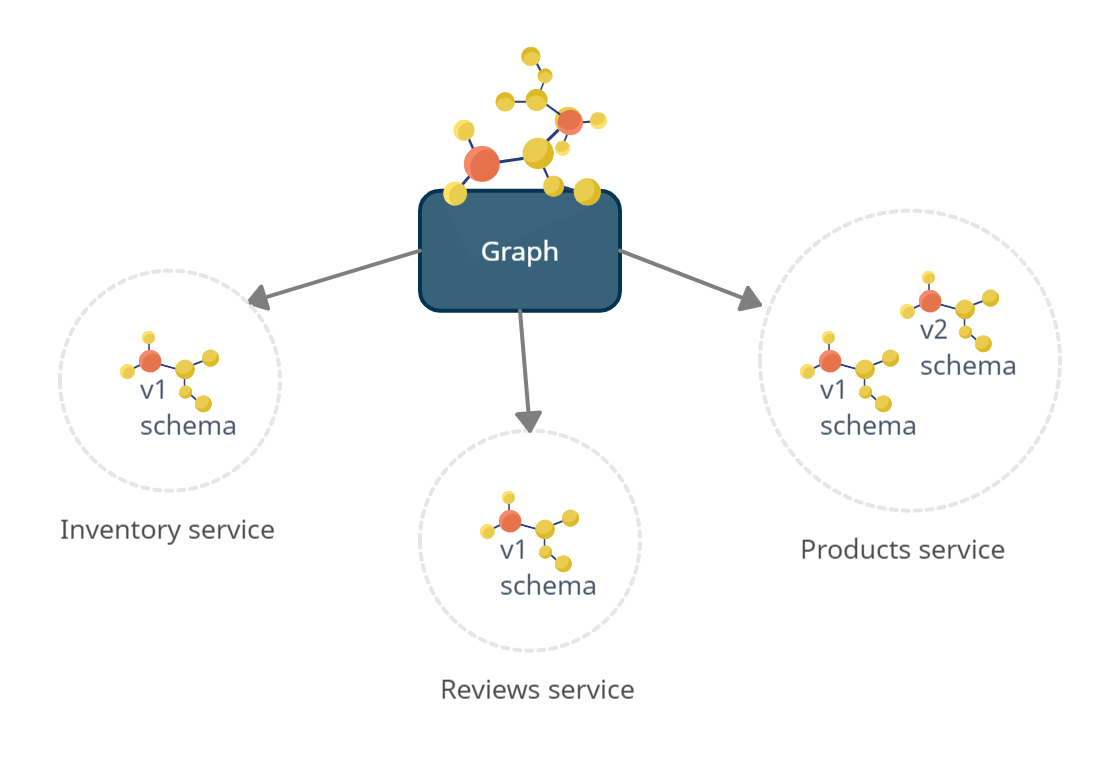 Graph
v1
schema
Inventory service
v1
schema
Reviews service
v1
schema
v2
schema
Products service